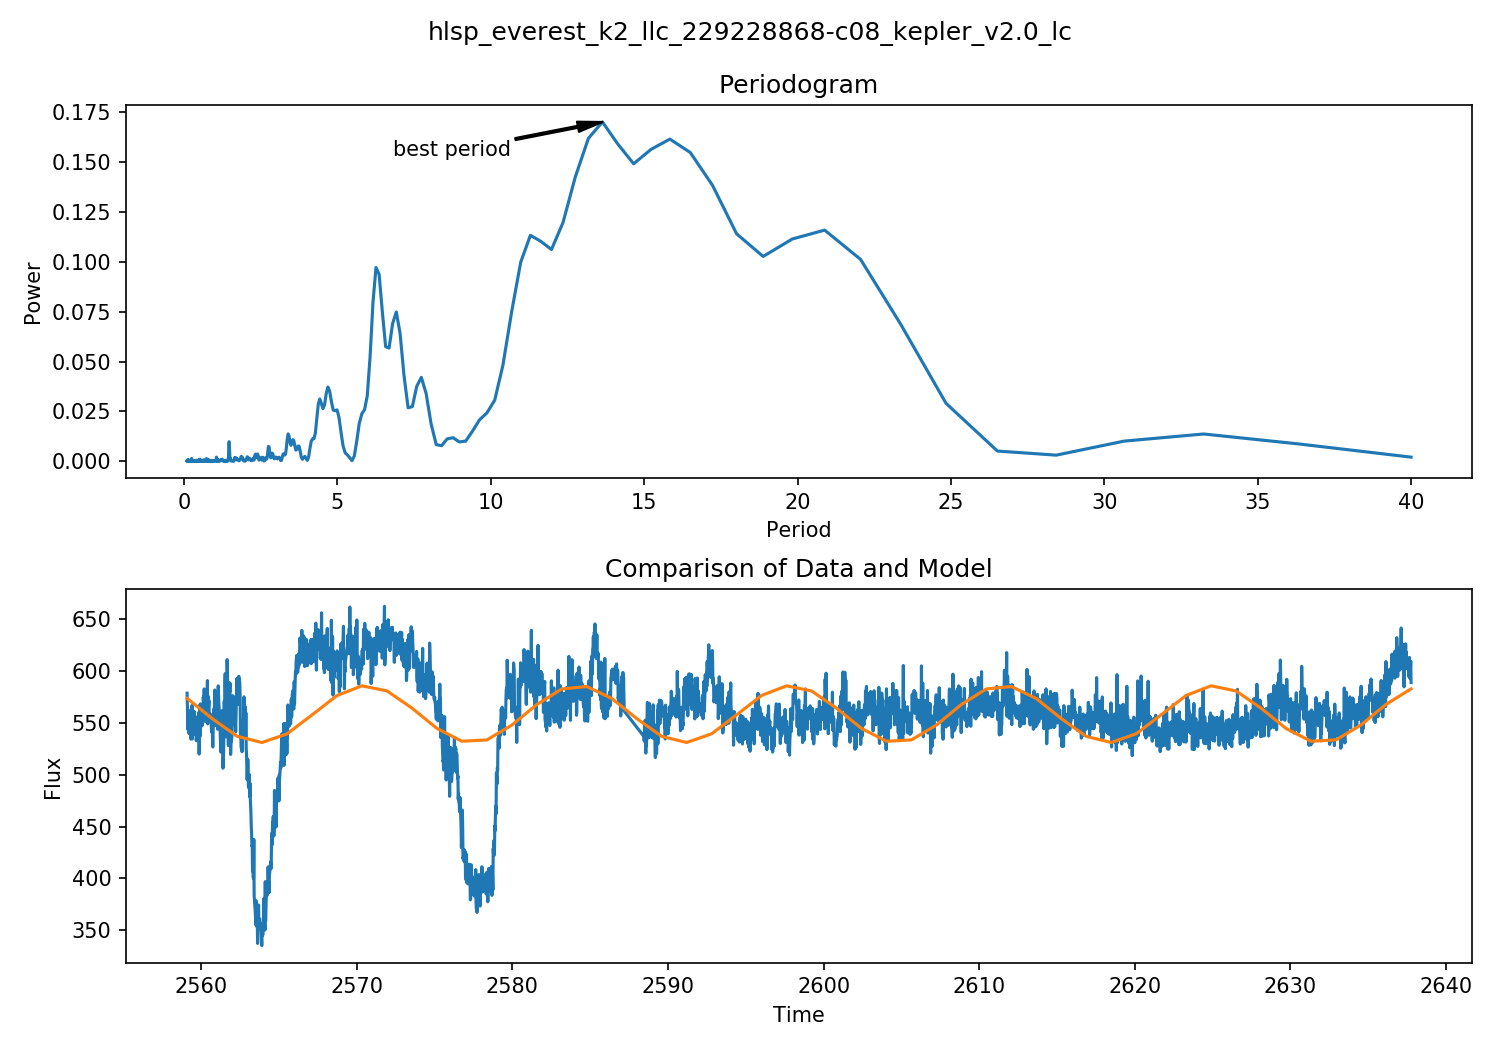 hlsp_everest_k2_llc_229228868-c08_kepler_v2.0_lc
Periodogram
0.175
0.150
0.125
0.100
0.075
0.050
0.025
0.000
Power
best period
0 5 10 15 20 25 30 35 40
Period
Comparison of Data and Model
650
600
550
500
450
400
350
Flux
2560 2570 2580 2590 2600 2610 2620 2630 2640
Time